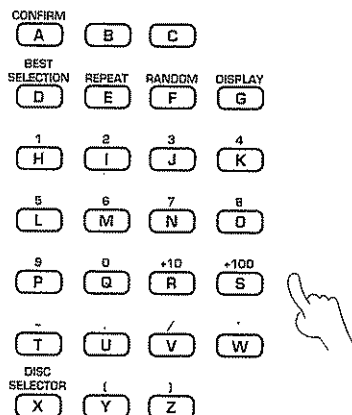 CONFIRM
A B C
BEST
SELECTION REPEAT RANDOM DISPLAY
D E F G
1 2 3 4
H I J K
5 6 7 8
L M N O
9 0 +10 +100
P Q R S
~ . / '
T U V W
DISC
SELECTOR ( )
X Y Z